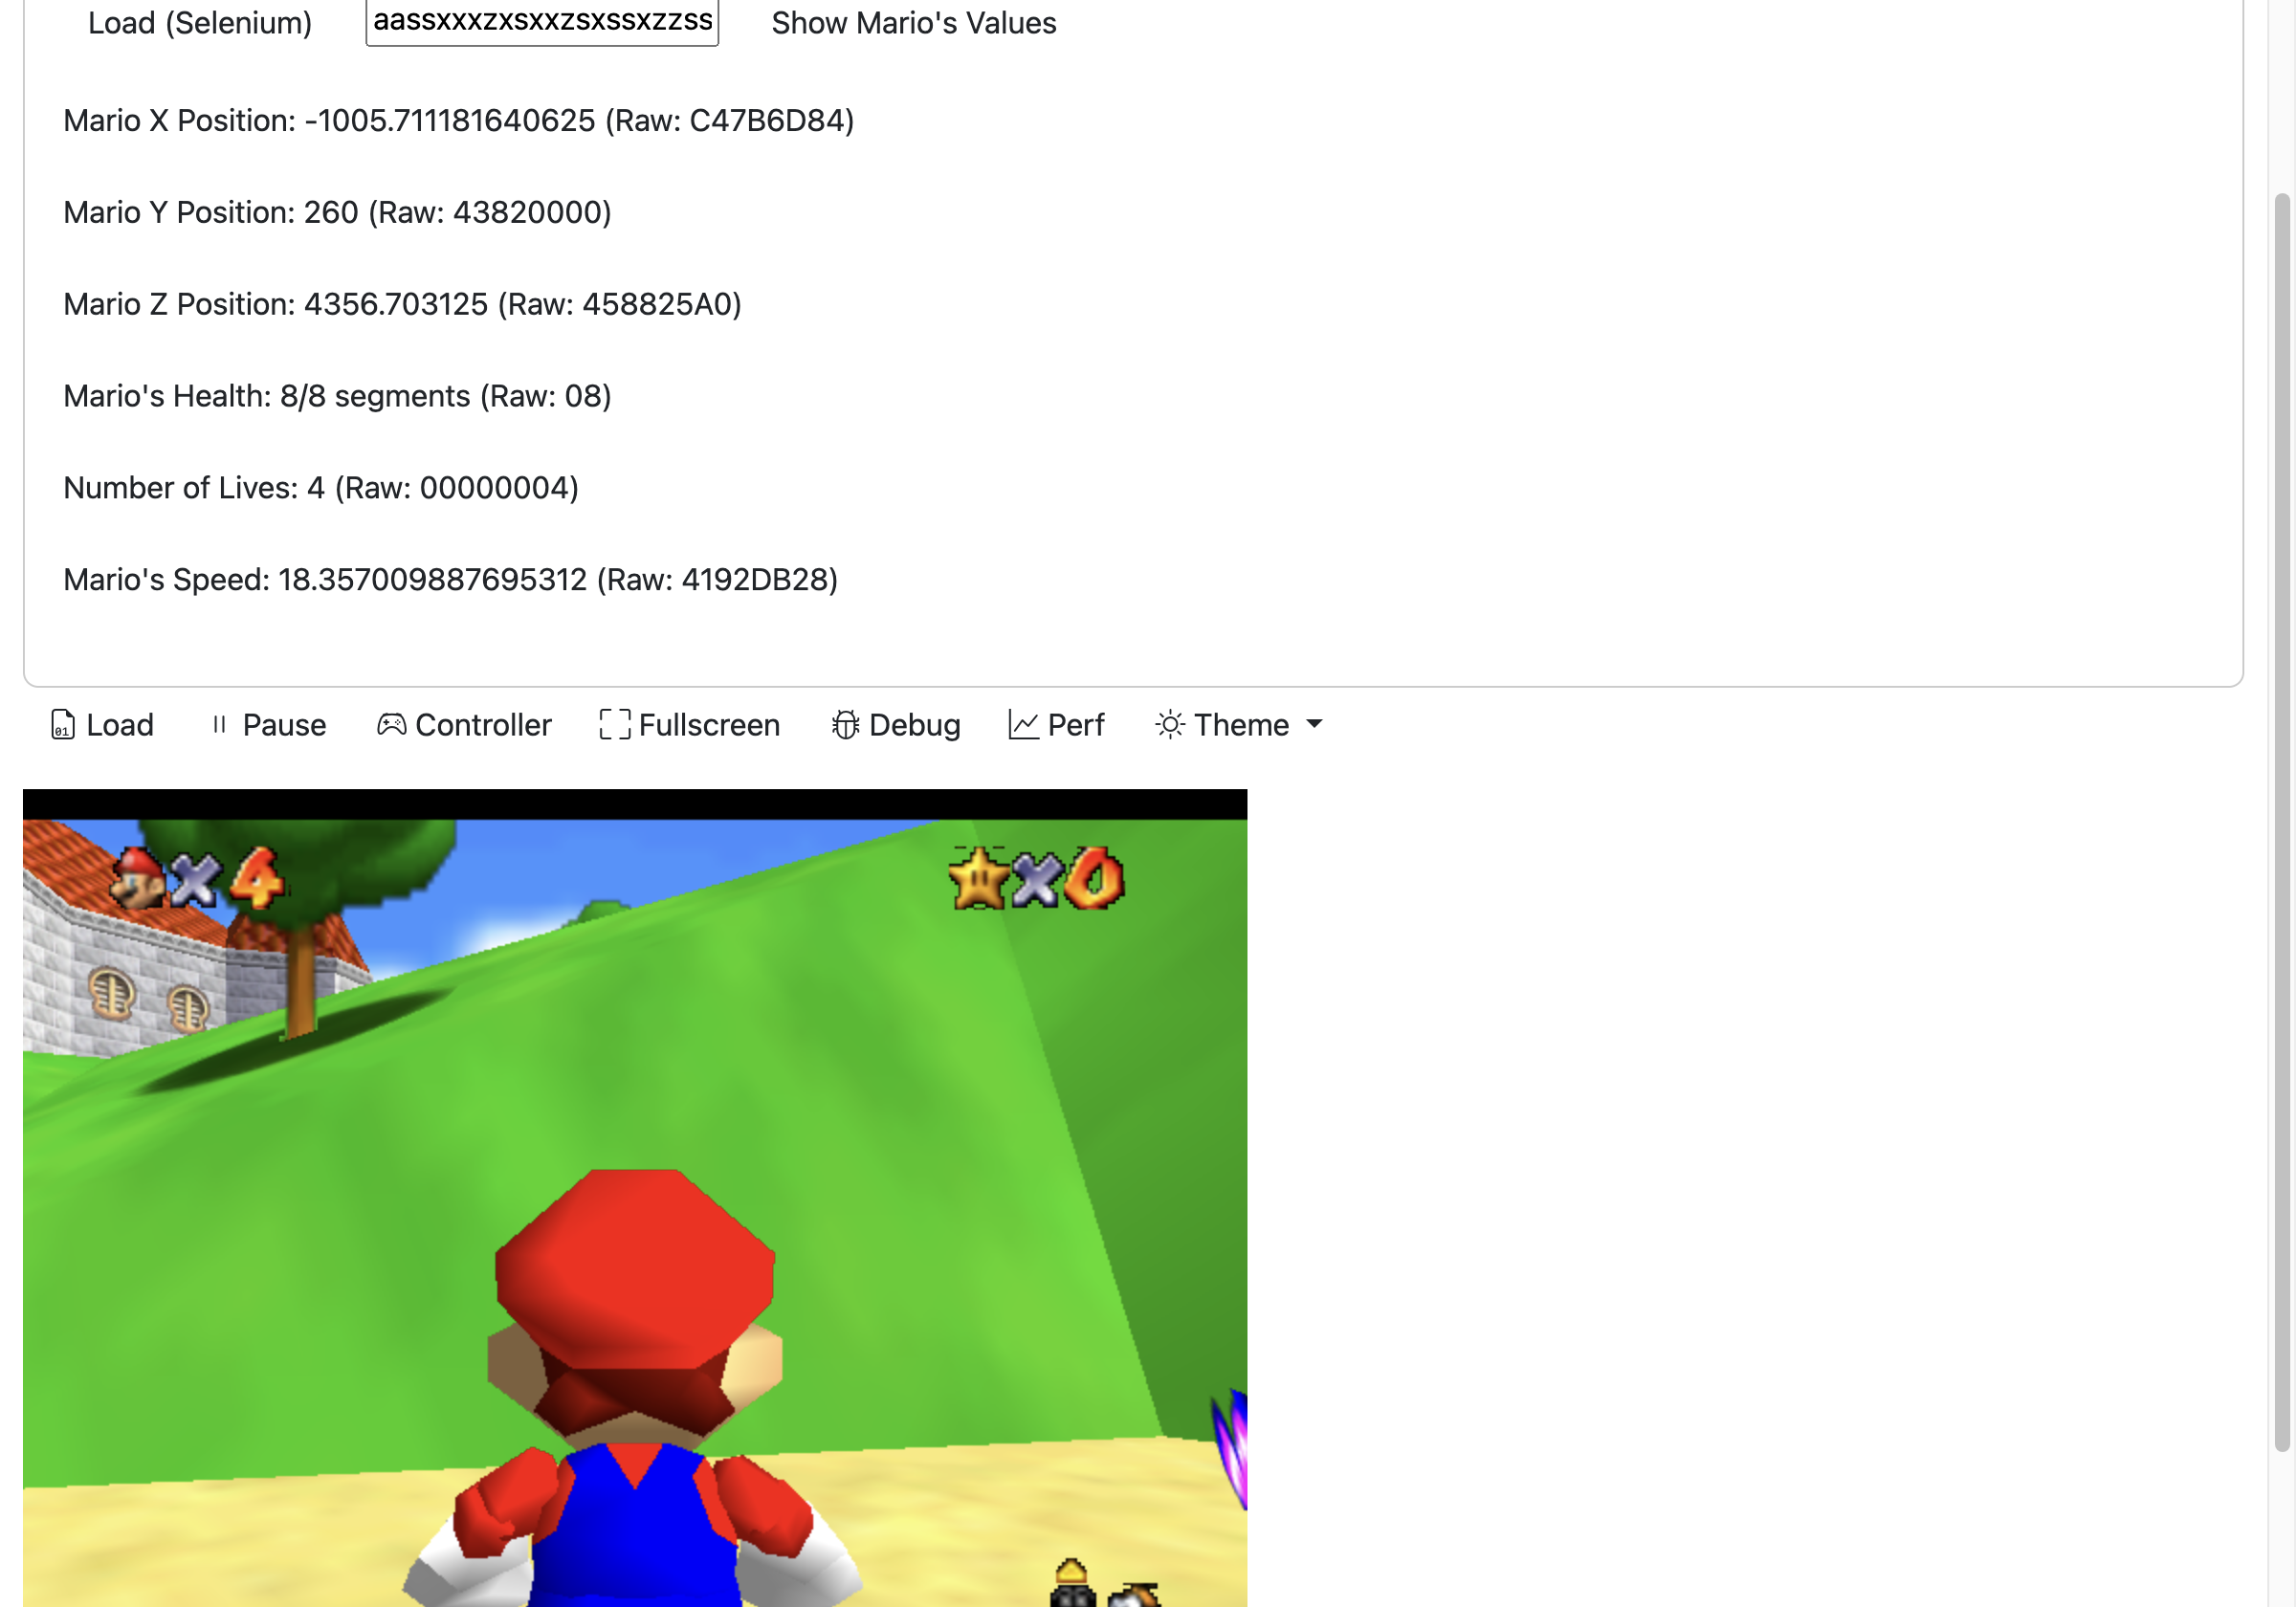 Load (Selenium) aassxxxzxsxxzsxssxzzss Show Mario's Values
Mario X Position: -1005.711181640625 (Raw: C47B6D84)
Mario Y Position: 260 (Raw: 43820000)
Mario Z Position: 4356.703125 (Raw: 458825A0)
Mario's Health: 8/8 segments (Raw: 08)
Number of Lives: 4 (Raw: 00000004)
Mario's Speed: 18.357009887695312 (Raw: 4192DB28)
Load Pause Controller Fullscreen Debug Perf Theme
×4 ×0